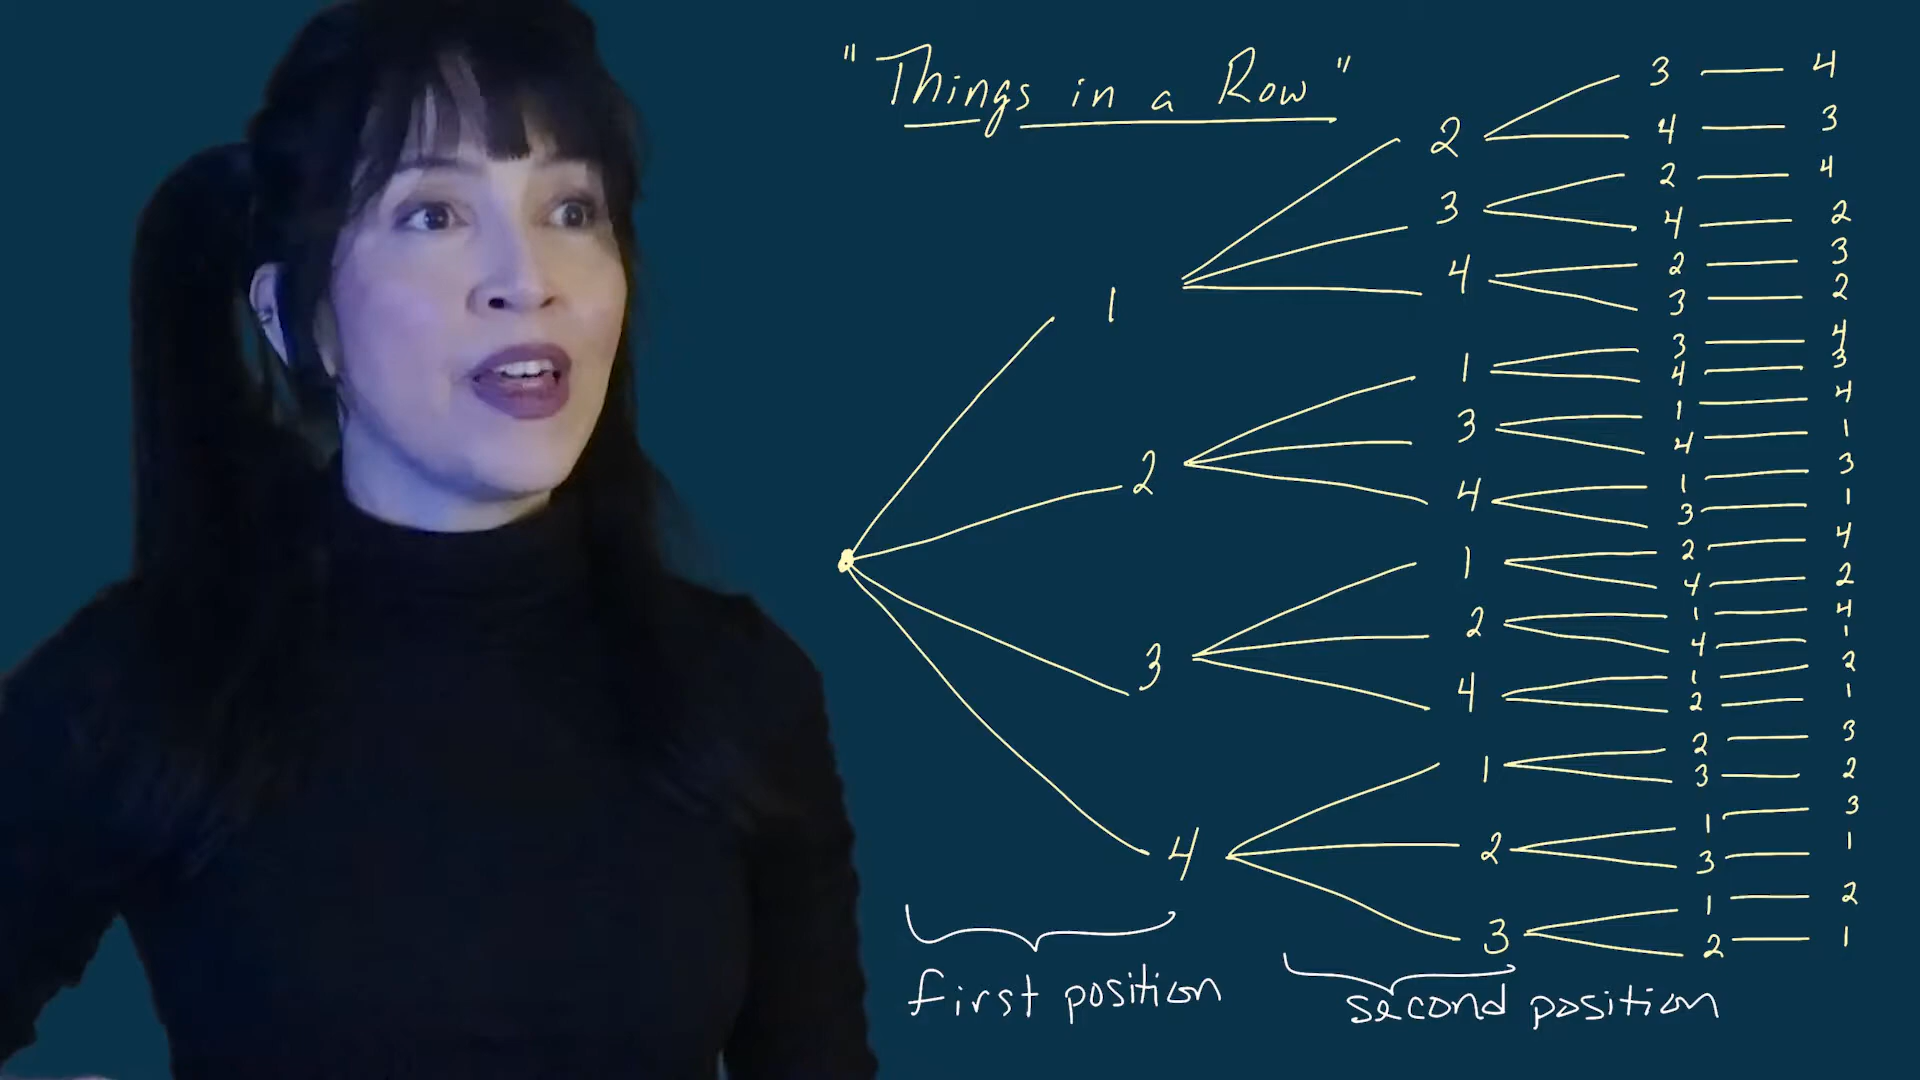 "Things in a Row"
3 4
2 4 3
2 4
3 4 2
4 2 3
1 3 2
3 4
1 4 3
1 4
3 4 1
2 4 1 3
3 1
1 2 4
4 2
2 1 4
3 4 1
4 1 2
2 1
2 3
1 3 2
1 3
4 2 3 1
1 2
3 2 1
first position
second position